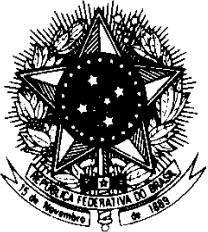 REPÚBLICA FEDERATIVA DO BRASIL
15 de Novembro de 1889